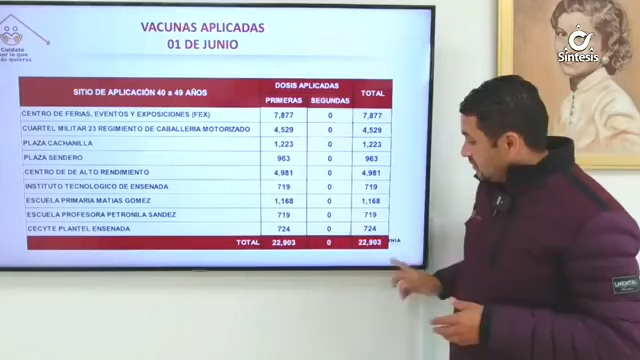 Cuídate
por lo que
más quieras
VACUNAS APLICADAS
01 DE JUNIO
Síntesis
SITIO DE APLICACIÓN 40 a 49 AÑOS DOSIS APLICADAS TOTAL
PRIMERAS SEGUNDAS
CENTRO DE FERIAS, EVENTOS Y EXPOSICIONES (FEX) 7,877 0 7,877
CUARTEL MILITAR 23 REGIMIENTO DE CABALLERIA MOTORIZADO 4,529 0 4,529
PLAZA CACHANILLA 1,223 0 1,223
PLAZA SENDERO 963 0 963
CENTRO DE DE ALTO RENDIMIENTO 4,981 0 4,981
INSTITUTO TECNOLOGICO DE ENSENADA 719 0 719
ESCUELA PRIMARIA MATIAS GOMEZ 1,168 0 1,168
ESCUELA PROFESORA PETRONILA SANDEZ 719 0 719
CECYTE PLANTEL ENSENADA 724 0 724
TOTAL 22,903 0 22,903